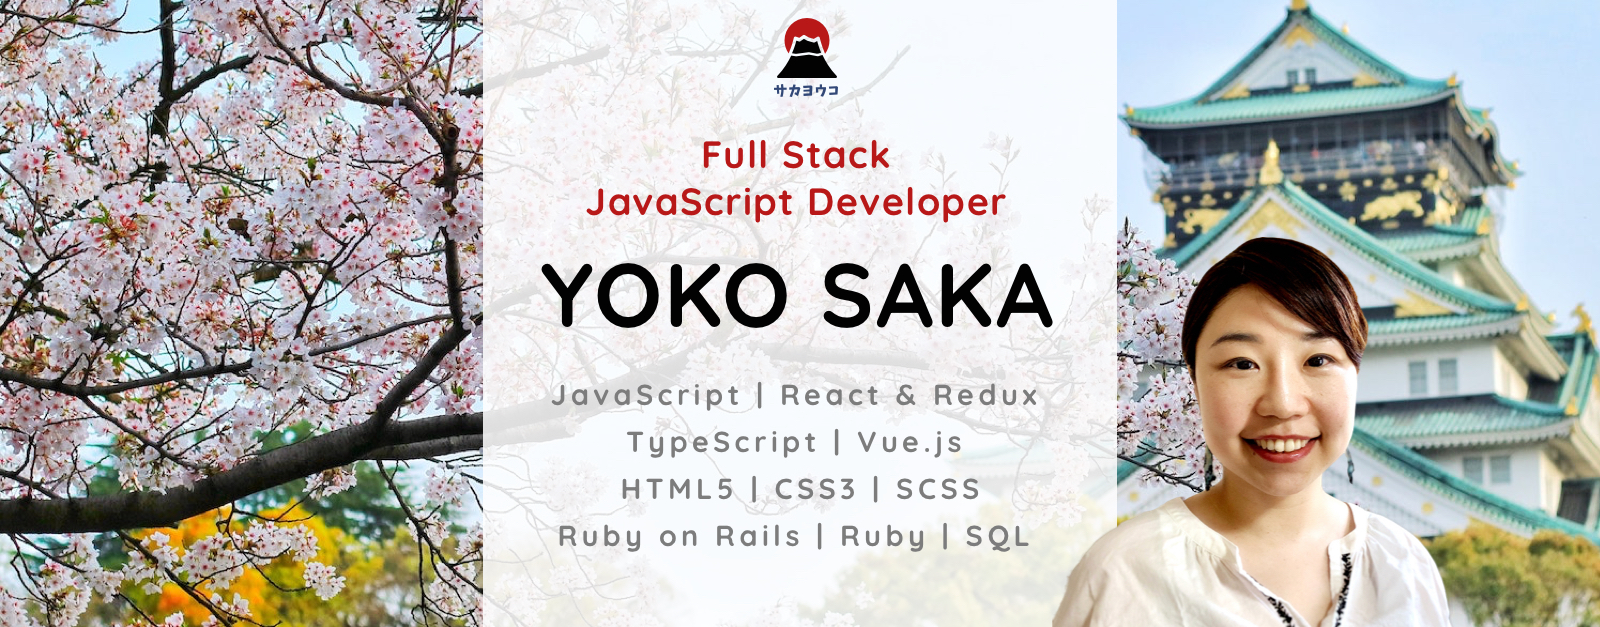 サカヨウコ
Full Stack
JavaScript Developer
YOKO SAKA
JavaScript | React & Redux
TypeScript | Vue.js
HTML5 | CSS3 | SCSS
Ruby on Rails | Ruby | SQL